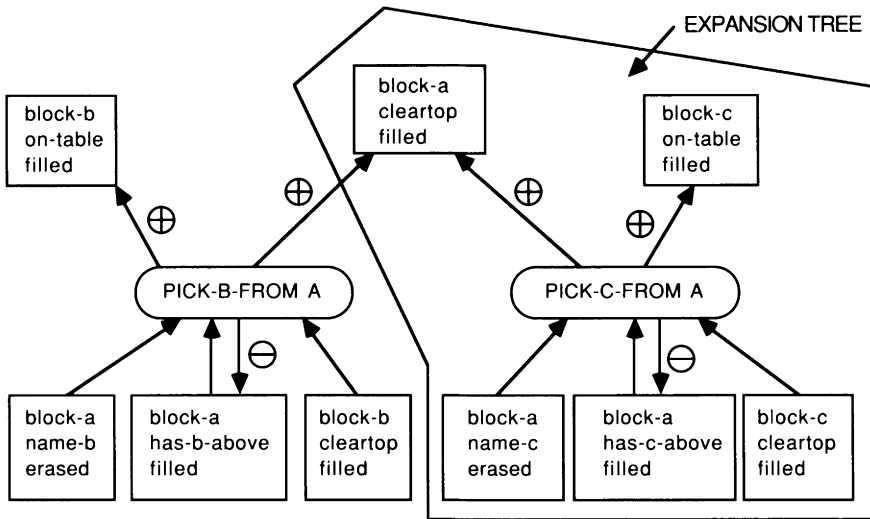 EXPANSION TREE
block-b
on-table
filled
block-a
cleartop
filled
block-c
on-table
filled
PICK-B-FROM A
PICK-C-FROM A
block-a
name-b
erased
block-a
has-b-above
filled
block-b
cleartop
filled
block-a
name-c
erased
block-a
has-c-above
filled
block-c
cleartop
filled